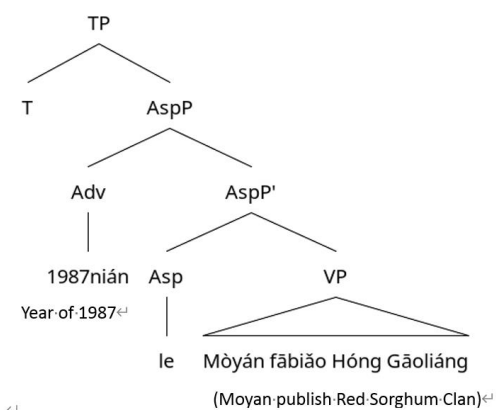 TP
T AspP
Adv AspP'
1987nián Asp VP
Year of 1987
le Mòyán fābiǎo Hóng Gāoliáng
(Moyan publish Red Sorghum Clan)